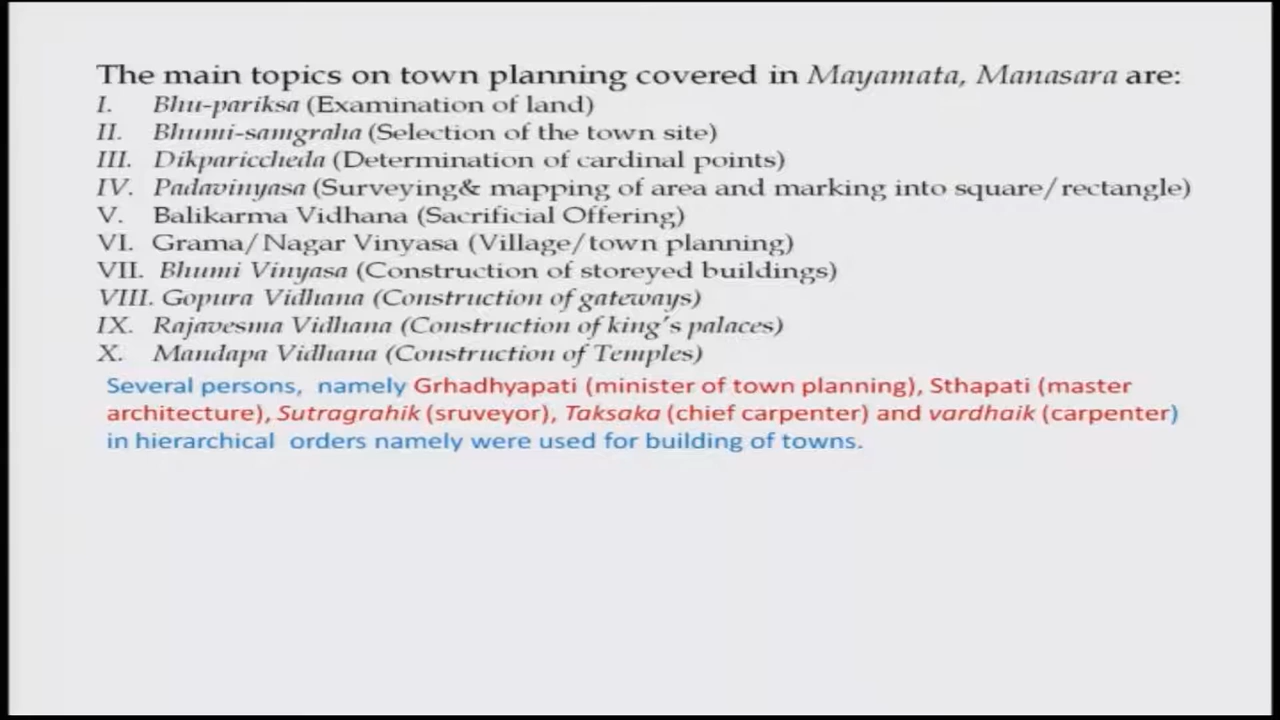 The main topics on town planning covered in Mayamata, Manasara are:
I. Bhu-pariksa (Examination of land)
II. Bhumi-samgraha (Selection of the town site)
III. Dikpariccheda (Determination of cardinal points)
IV. Padavinyasa (Surveying& mapping of area and marking into square/rectangle)
V. Balikarma Vidhana (Sacrificial Offering)
VI. Grama/Nagar Vinyasa (Village/town planning)
VII. Bhumi Vinyasa (Construction of storeyed buildings)
VIII. Gopura Vidhana (Construction of gateways)
IX. Rajavesma Vidhana (Construction of king's palaces)
X. Mandapa Vidhana (Construction of Temples)
Several persons, namely Grhadhyapati (minister of town planning), Sthapati (master
architecture), Sutragrahik (sruveyor), Taksaka (chief carpenter) and vardhaik (carpenter)
in hierarchical orders namely were used for building of towns.